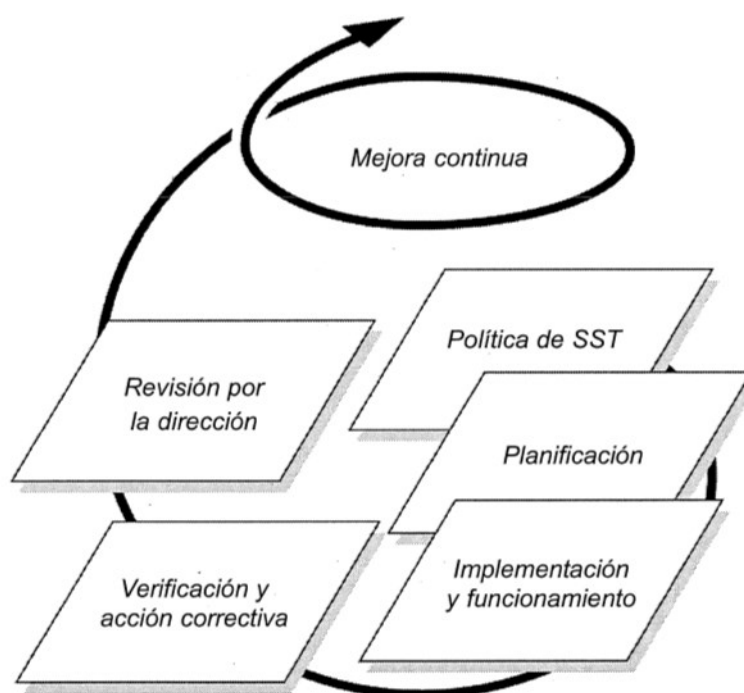 Mejora continua
Política de SST
Revisión por
la dirección
Planificación
Implementación
y funcionamiento
Verificación y
acción correctiva